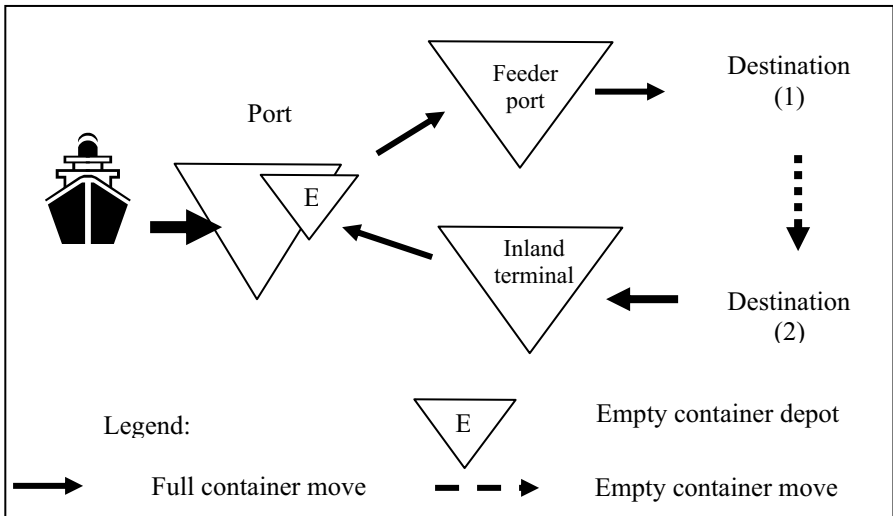 Port
E
Feeder
port
Destination
(1)
Inland
terminal
Destination
(2)
Legend:
E
Empty container depot
Full container move
Empty container move